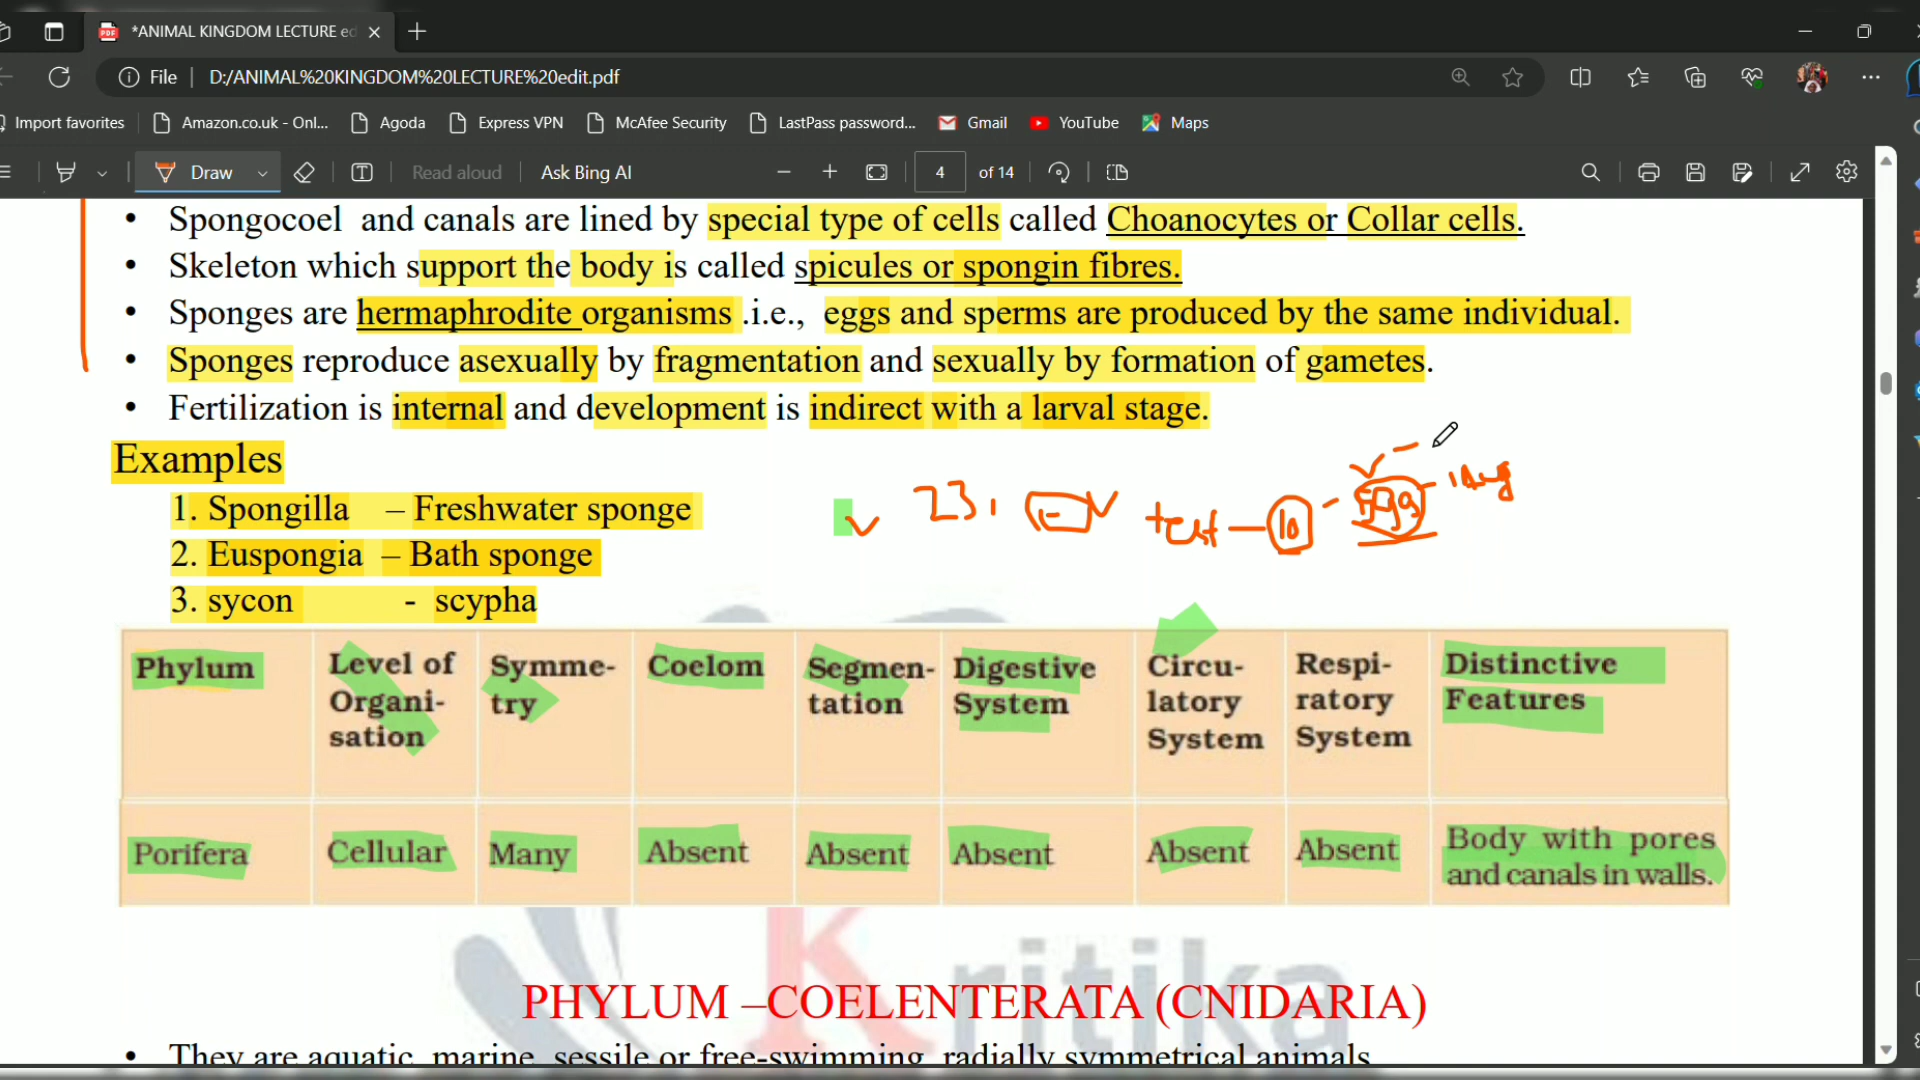 *ANIMAL KINGDOM LECTURE ed
File D:/ANIMAL%20KINGDOM%20LECTURE%20edit.pdf
Import favorites Amazon.co.uk - Onl... Agoda Express VPN McAfee Security LastPass password... Gmail YouTube Maps
Draw Read aloud Ask Bing AI 4 of 14
• Spongocoel and canals are lined by special type of cells called Choanocytes or Collar cells.
• Skeleton which support the body is called spicules or spongin fibres.
• Sponges are hermaphrodite organisms .i.e., eggs and sperms are produced by the same individual.
• Sponges reproduce asexually by fragmentation and sexually by formation of gametes.
• Fertilization is internal and development is indirect with a larval stage.
Examples
1. Spongilla – Freshwater sponge
2. Euspongia – Bath sponge
3. sycon - scypha
23 test - 10
Phylum Level of Organi-sation Symme-try Coelom Segmen-tation Digestive System Circu-latory System Respi-ratory System Distinctive Features
Porifera Cellular Many Absent Absent Absent Absent Absent Body with pores and canals in walls.
Kritika
PHYLUM –COELENTERATA (CNIDARIA)
• They are aquatic, marine, sessile or free-swimming, radially symmetrical animals